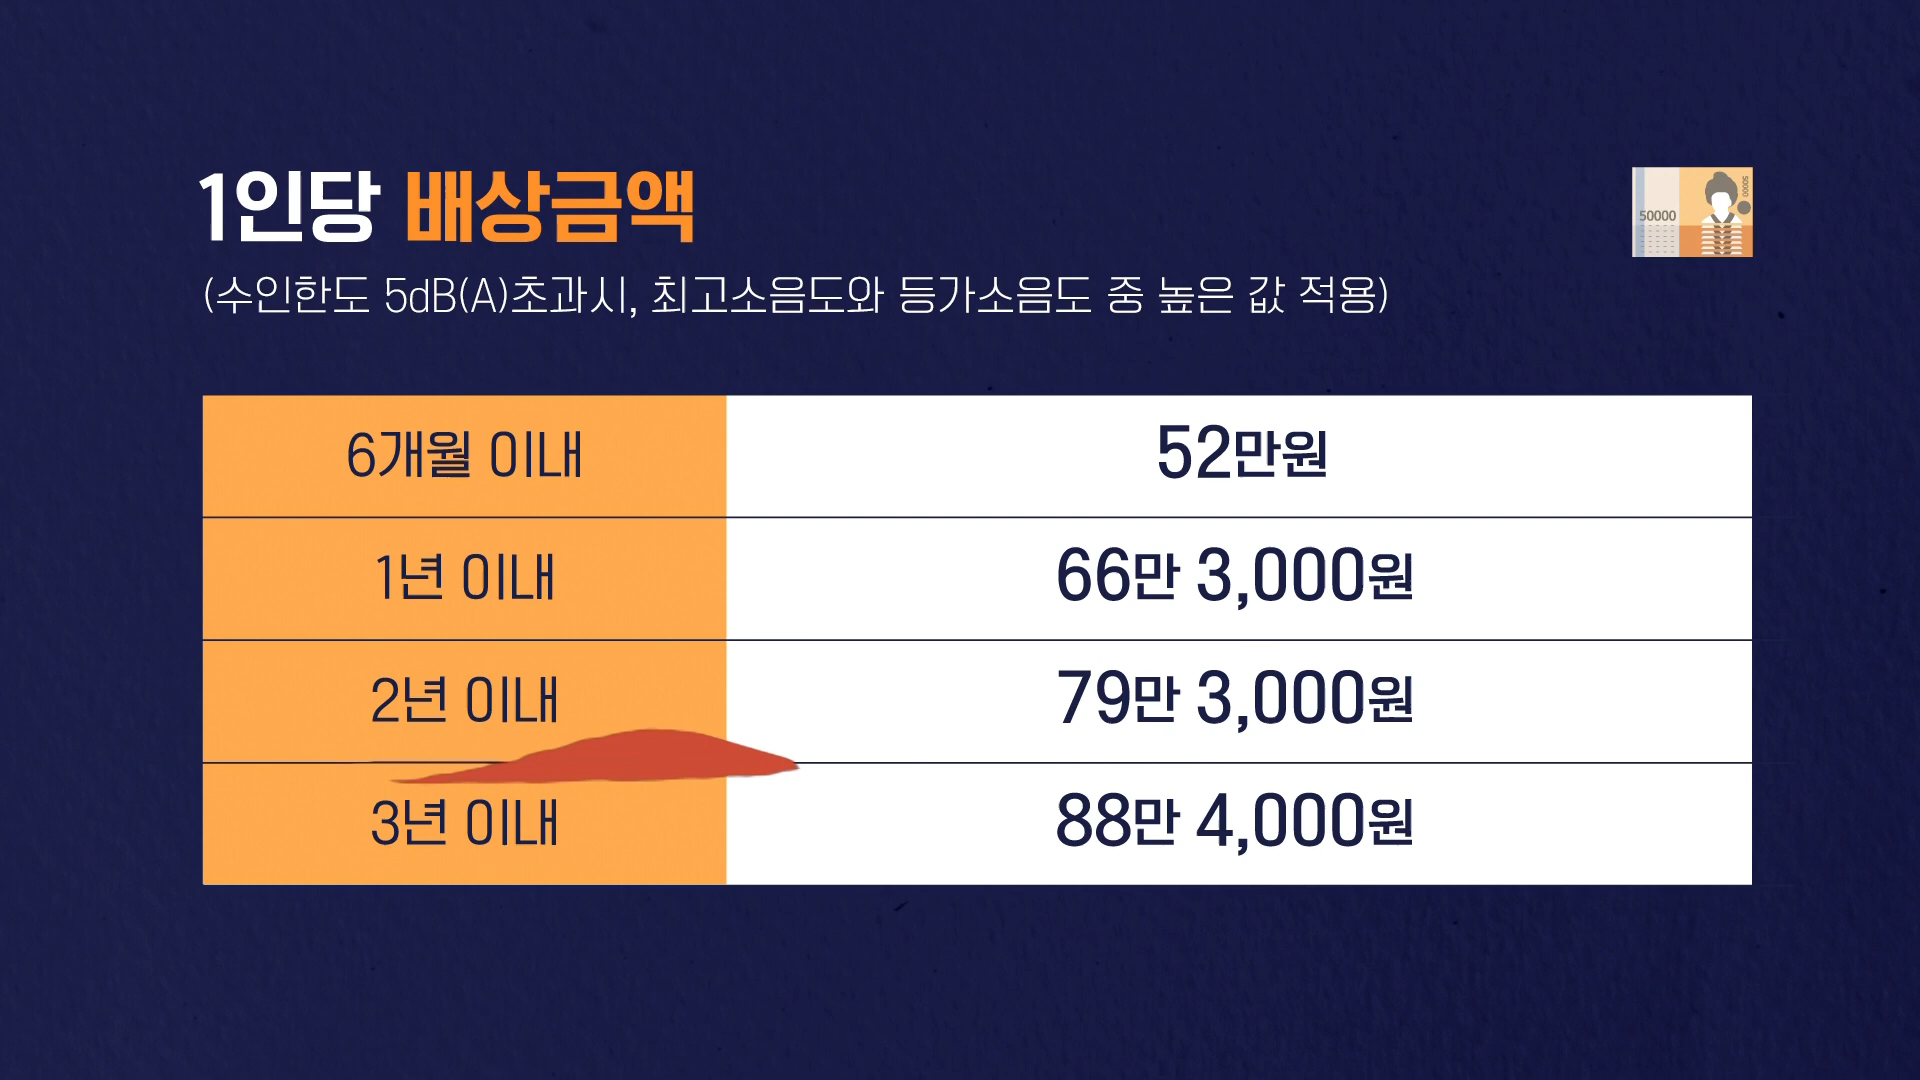 1인당 배상금액
50000
50000
(수인한도 5dB(A)초과시, 최고소음도와 등가소음도 중 높은 값 적용)
6개월 이내 52만원
1년 이내 66만 3,000원
2년 이내 79만 3,000원
3년 이내 88만 4,000원